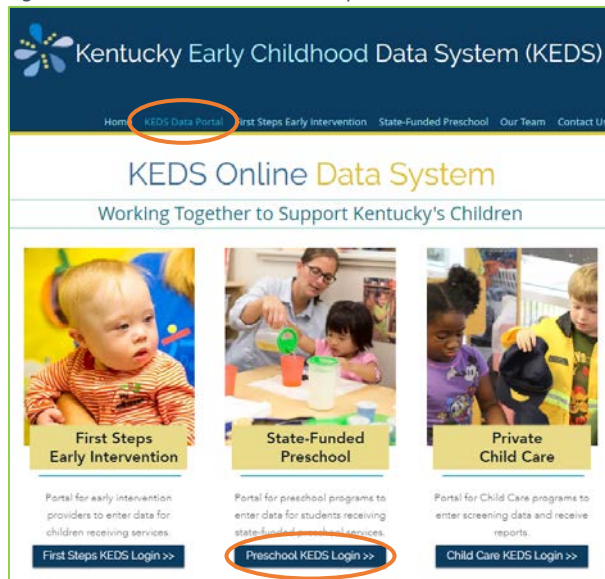 Kentucky Early Childhood Data System (KEDS)
Home KEDS Data Portal First Steps Early Intervention State-Funded Preschool Our Team Contact Us
KEDS Online Data System
Working Together to Support Kentucky's Children
First Steps
Early Intervention
Portal for early intervention
providers to enter data for
children receiving services.
First Steps KEDS Login >>
State-Funded
Preschool
Portal for preschool programs to
enter data for students receiving
state-funded preschool services.
Preschool KEDS Login >>
Private
Child Care
Portal for Child Care programs to
enter screening data and receive
reports.
Child Care KEDS Login >>